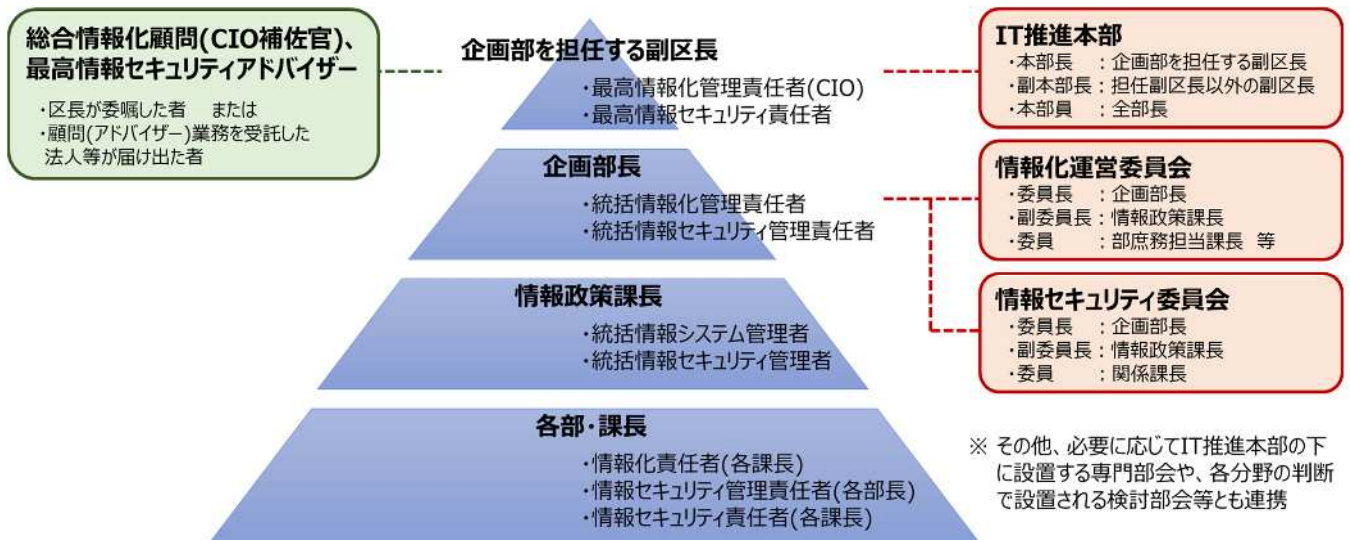 総合情報化顧問(CIO補佐官)、
最高情報セキュリティアドバイザー
・区長が委嘱した者　または
・顧問(アドバイザー)業務を受託した
法人等が届け出た者
企画部を担任する副区長
・最高情報化管理責任者(CIO)
・最高情報セキュリティ責任者
企画部長
・統括情報化管理責任者
・統括情報セキュリティ管理責任者
情報政策課長
・統括情報システム管理者
・統括情報セキュリティ管理者
各部・課長
・情報化責任者(各課長)
・情報セキュリティ管理責任者(各部長)
・情報セキュリティ責任者(各課長)
IT推進本部
・本部長　：企画部を担任する副区長
・副本部長：担任副区長以外の副区長
・本部員　：全部長
情報化運営委員会
・委員長　：企画部長
・副委員長：情報政策課長
・委員　　：部庶務担当課長　等
情報セキュリティ委員会
・委員長　：企画部長
・副委員長：情報政策課長
・委員　　：関係課長
※ その他、必要に応じてIT推進本部の下
に設置する専門部会や、各分野の判断
で設置される検討部会等とも連携